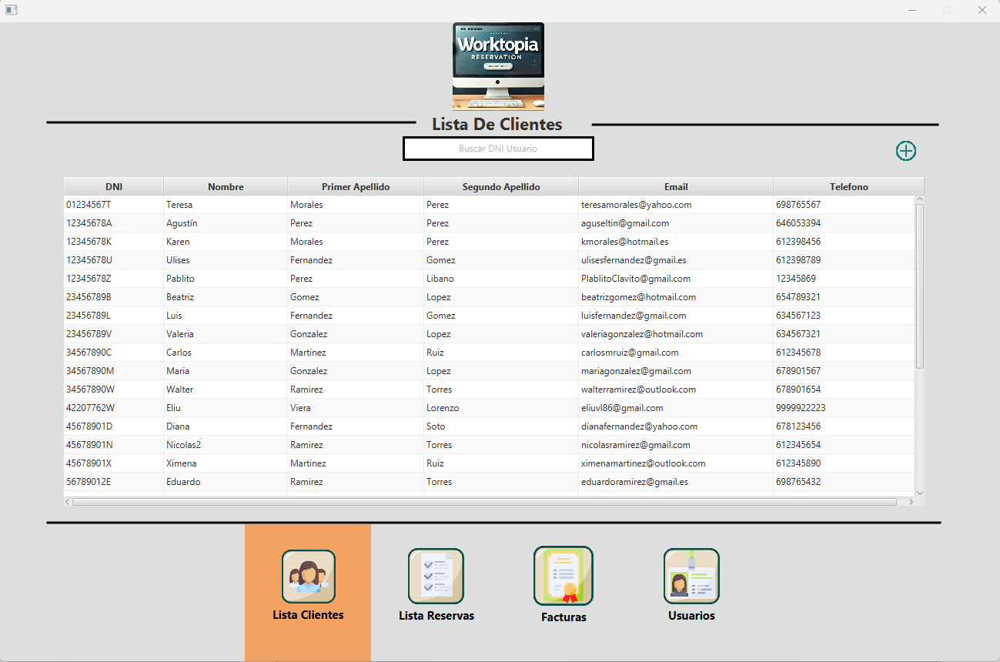 Worktopia
RESERVATION
Lista De Clientes
Buscar DNI Usuario
DNI Nombre Primer Apellido Segundo Apellido Email Telefono
01234567T Teresa Morales Perez teresamorales@yahoo.com 698765567
12345678A Agustín Perez Perez aguseltin@gmail.com 646053394
12345678K Karen Morales Perez kmorales@hotmail.es 612398456
12345678U Ulises Fernandez Gomez ulisesfernandez@gmail.es 612398789
12345678Z Pablito Perez Libano PlablitoClavito@gmail.com 12345869
23456789B Beatriz Gomez Lopez beatrizgomez@hotmail.com 654789321
23456789L Luis Fernandez Gomez luisfernandez@gmail.com 634567123
23456789V Valeria Gonzalez Lopez valeriagonzalez@hotmail.com 634567321
34567890C Carlos Martinez Ruiz carlosmruiz@gmail.com 612345678
34567890M Maria Gonzalez Lopez mariagonzalez@gmail.com 678901567
34567890W Walter Ramirez Torres walterramirez@outlook.com 678901654
42207762W Eliu Viera Lorenzo eliuvl86@gmail.com 9999922223
45678901D Diana Fernandez Soto dianafernandez@yahoo.com 678123456
45678901N Nicolas2 Ramirez Torres nicolasramirez@gmail.com 612345654
45678901X Ximena Martinez Ruiz ximenamartinez@outlook.com 612345890
56789012E Eduardo Ramirez Torres eduardoramirez@gmail.es 698765432
Lista Clientes Lista Reservas Facturas Usuarios